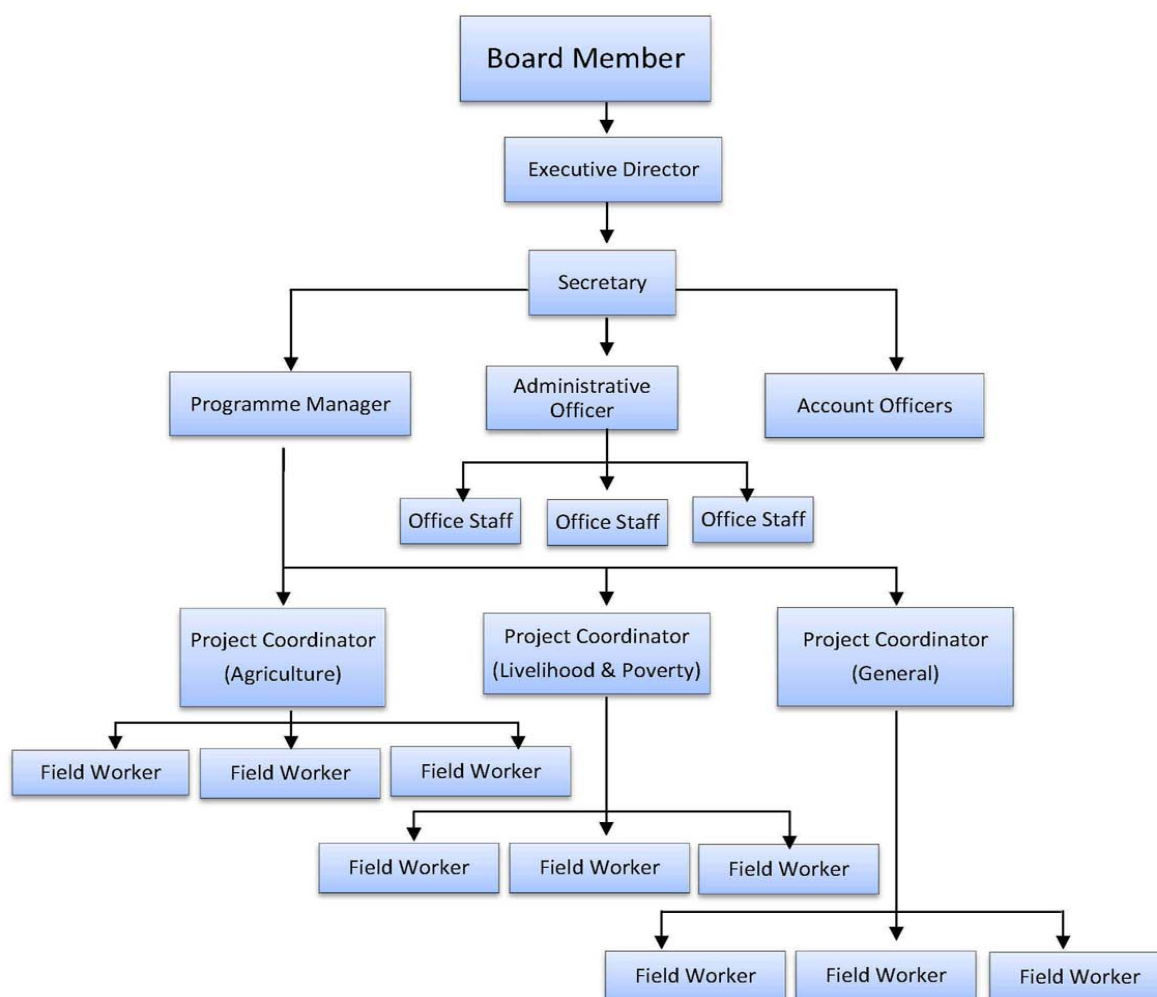 Board Member
Executive Director
Secretary
Programme Manager
Administrative
Officer
Account Officers
Office Staff
Office Staff
Office Staff
Project Coordinator
(Agriculture)
Project Coordinator
(Livelihood & Poverty)
Project Coordinator
(General)
Field Worker
Field Worker
Field Worker
Field Worker
Field Worker
Field Worker
Field Worker
Field Worker
Field Worker